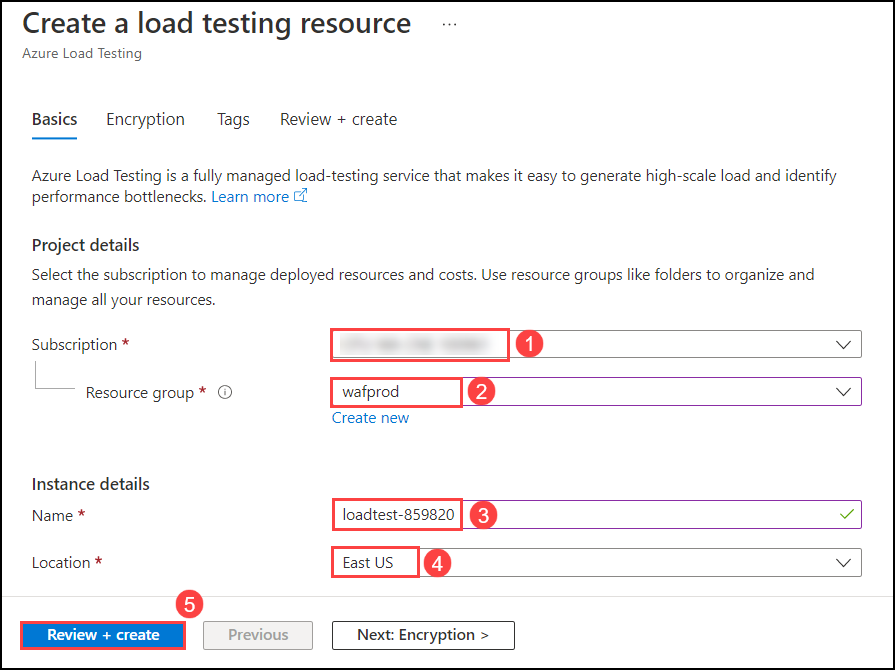 Create a load testing resource ...
Azure Load Testing
Basics Encryption Tags Review + create
Azure Load Testing is a fully managed load-testing service that makes it easy to generate high-scale load and identify
performance bottlenecks. Learn more
Project details
Select the subscription to manage deployed resources and costs. Use resource groups like folders to organize and
manage all your resources.
Subscription * 1
Resource group * wafprod 2
Create new
Instance details
Name * loadtest-859820 3
Location * East US 4
5
Review + create Previous Next: Encryption >